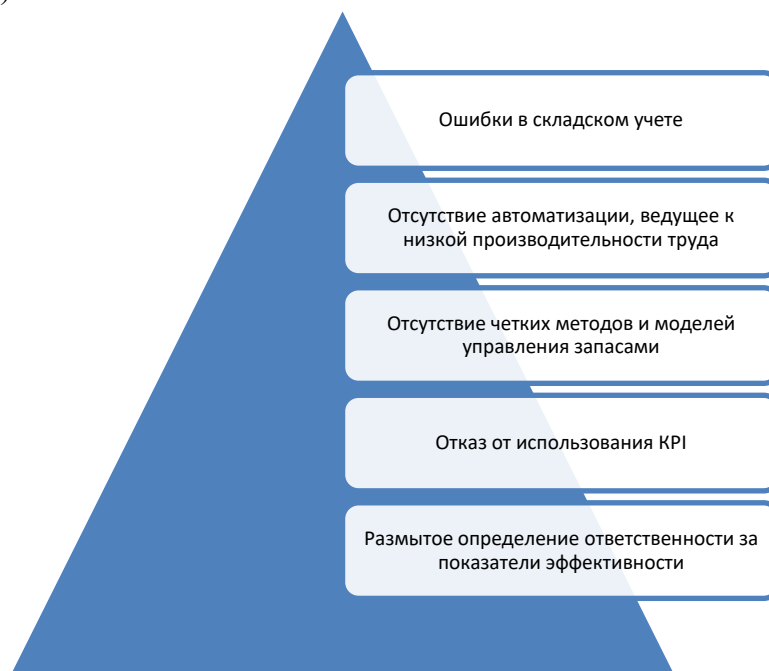 )
Ошибки в складском учете
Отсутствие автоматизации, ведущее к
низкой производительности труда
Отсутствие четких методов и моделей
управления запасами
Отказ от использования KPI
Размытое определение ответственности за
показатели эффективности